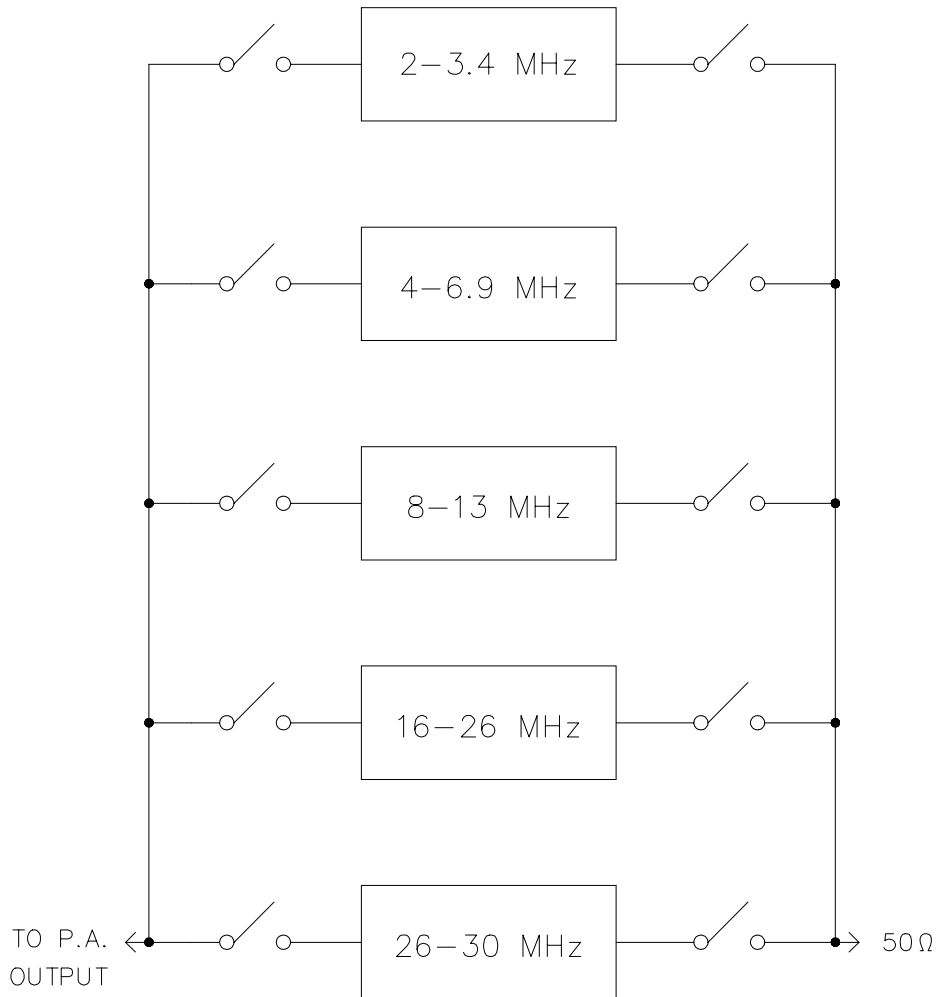 2–3.4 MHz
4–6.9 MHz
8–13 MHz
16–26 MHz
26–30 MHz
TO P.A.
OUTPUT
50Ω